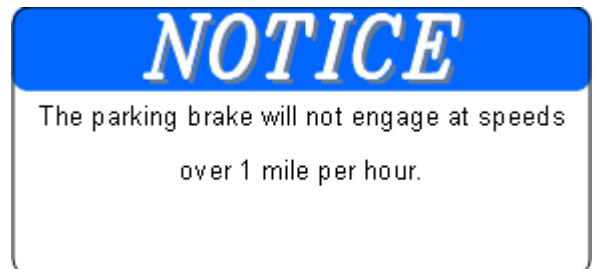 NOTICE
The parking brake will not engage at speeds
over 1 mile per hour.